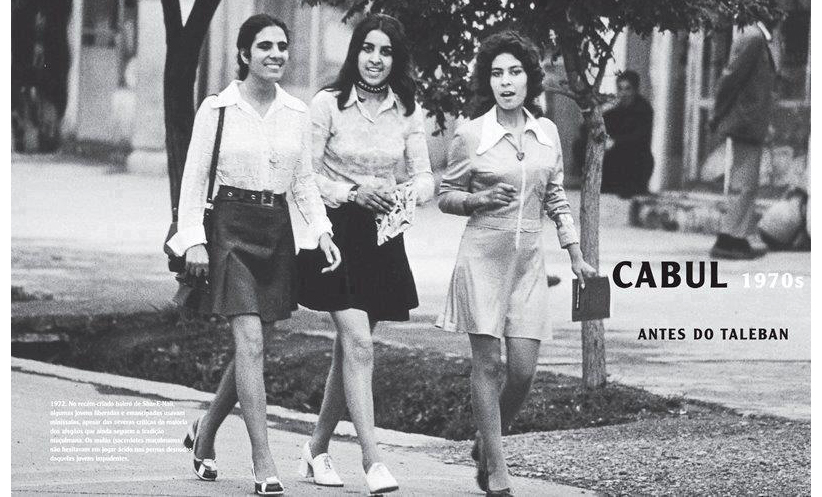 CABUL 1970s
ANTES DO TALEBAN
1972. No recém-criado bairro de Shar-E-Naü,
algumas jovens liberadas e emancipadas usavam
minissaias, apesar das severas críticas da maioria
dos afegãos que ainda seguem a tradição
muçulmana. Os mulás (sacerdotes muçulmanos)
não hesitavam em jogar ácido nas pernas desnudas
daquelas jovens impudentes.